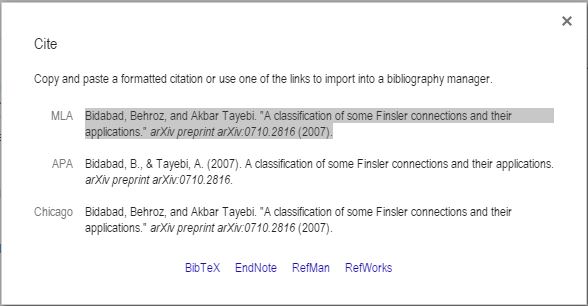 Cite
Copy and paste a formatted citation or use one of the links to import into a bibliography manager.
MLA Bidabad, Behroz, and Akbar Tayebi. "A classification of some Finsler connections and their
applications." arXiv preprint arXiv:0710.2816 (2007).
APA Bidabad, B., & Tayebi, A. (2007). A classification of some Finsler connections and their applications.
arXiv preprint arXiv:0710.2816.
Chicago Bidabad, Behroz, and Akbar Tayebi. "A classification of some Finsler connections and their
applications." arXiv preprint arXiv:0710.2816 (2007).
BibTeX EndNote RefMan RefWorks